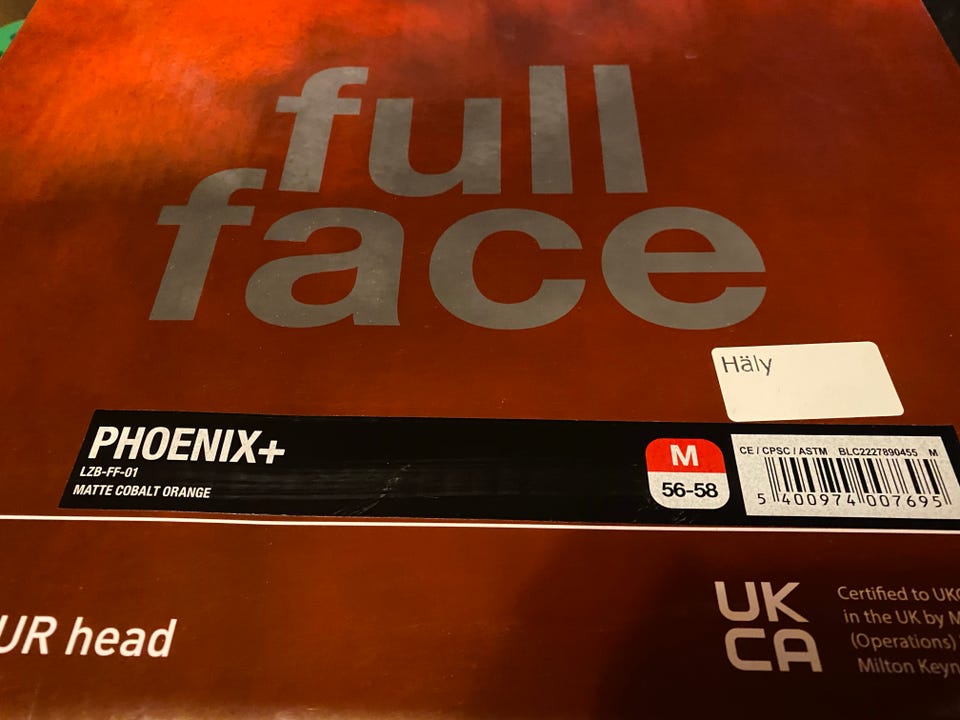 full
face
Häly
PHOENIX+
LZB-FF-01
MATTE COBALT ORANGE
M
56-58
CE / CPSC / ASTM BLC2227890455 M
5 400974 007695
UR head
UK
CA
Certified to UK
in the UK by M
(Operations)
Milton Keyn